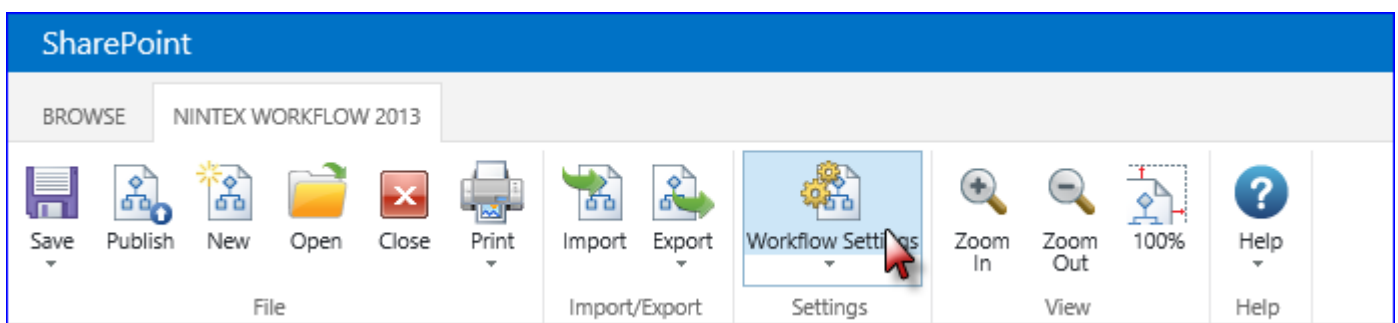 SharePoint
BROWSE NINTEX WORKFLOW 2013
Save Publish New Open Close Print Import Export Workflow Settings Zoom In Zoom Out 100% Help
File Import/Export Settings View Help